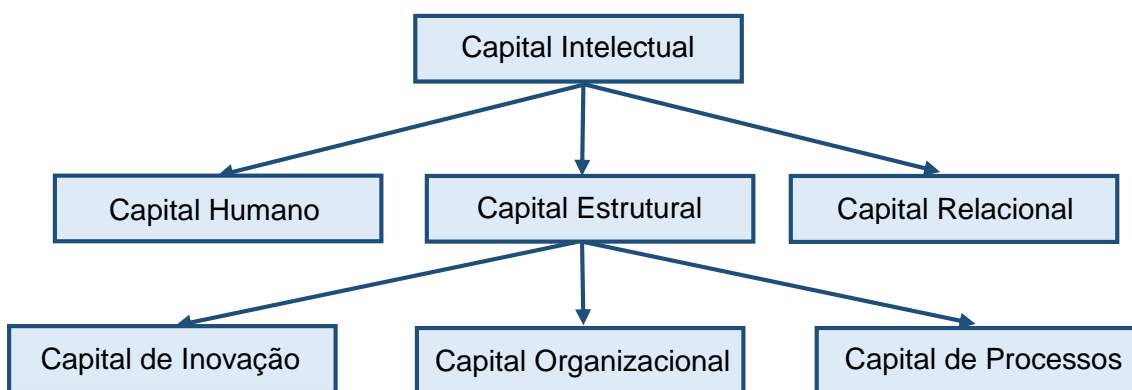 Capital Intelectual
Capital Humano
Capital Estrutural
Capital Relacional
Capital de Inovação
Capital Organizacional
Capital de Processos